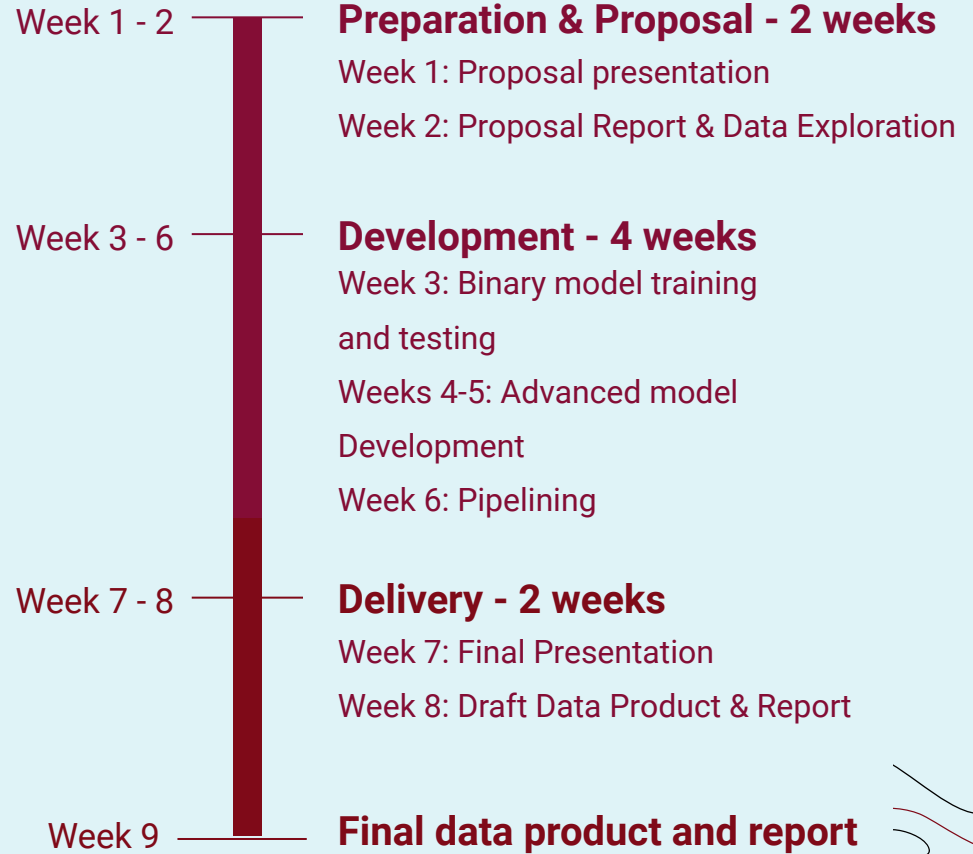 Week 1 - 2
Preparation & Proposal - 2 weeks
Week 1: Proposal presentation
Week 2: Proposal Report & Data Exploration
Week 3 - 6
Development - 4 weeks
Week 3: Binary model training
and testing
Weeks 4-5: Advanced model
Development
Week 6: Pipelining
Week 7 - 8
Delivery - 2 weeks
Week 7: Final Presentation
Week 8: Draft Data Product & Report
Week 9
Final data product and report